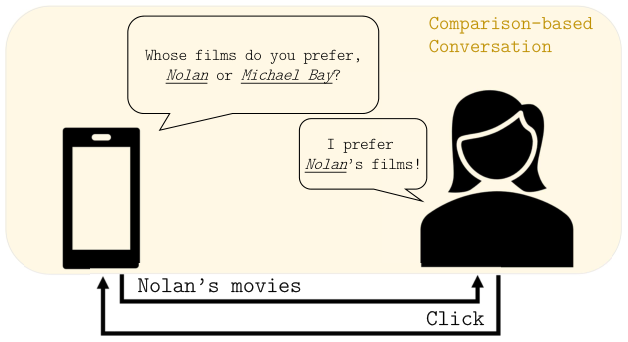 Comparison-based
Conversation
Whose films do you prefer,
Nolan or Michael Bay?
I prefer
Nolan's films!
Nolan's movies
Click